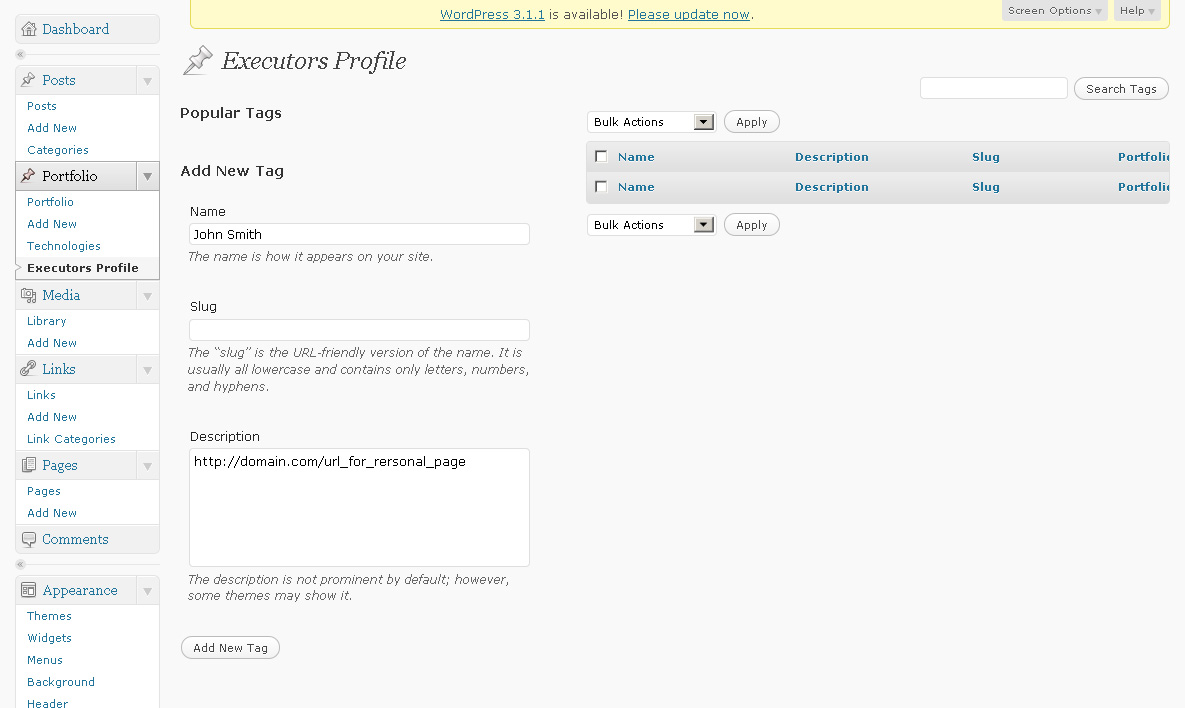 WordPress 3.1.1 is available! Please update now.
Screen Options
Help
Dashboard
Posts
Posts
Add New
Categories
Portfolio
Portfolio
Add New
Technologies
Executors Profile
Media
Library
Add New
Links
Links
Add New
Link Categories
Pages
Pages
Add New
Comments
Appearance
Themes
Widgets
Menus
Background
Header
Executors Profile
Search Tags
Popular Tags
Add New Tag
Name
John Smith
The name is how it appears on your site.
Slug
The “slug” is the URL-friendly version of the name. It is
usually all lowercase and contains only letters, numbers,
and hyphens.
Description
http://domain.com/url_for_rersonal_page
The description is not prominent by default; however,
some themes may show it.
Add New Tag
Bulk Actions Apply
Name Description Slug Portfolio
Name Description Slug Portfolio
Bulk Actions Apply